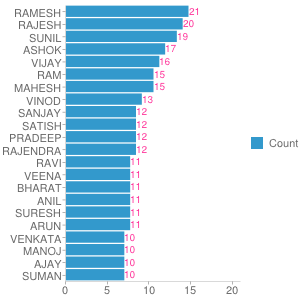 RAMESH 21
RAJESH 20
SUNIL 19
ASHOK 17
VIJAY 16
RAM 15
MAHESH 15
VINOD 13
SANJAY 12
SATISH 12
PRADEEP 12
RAJENDRA 12
RAVI 11
VEENA 11
BHARAT 11
ANIL 11
SURESH 11
ARUN 11
VENKATA 10
MANOJ 10
AJAY 10
SUMAN 10
0 5 10 15 20
Count